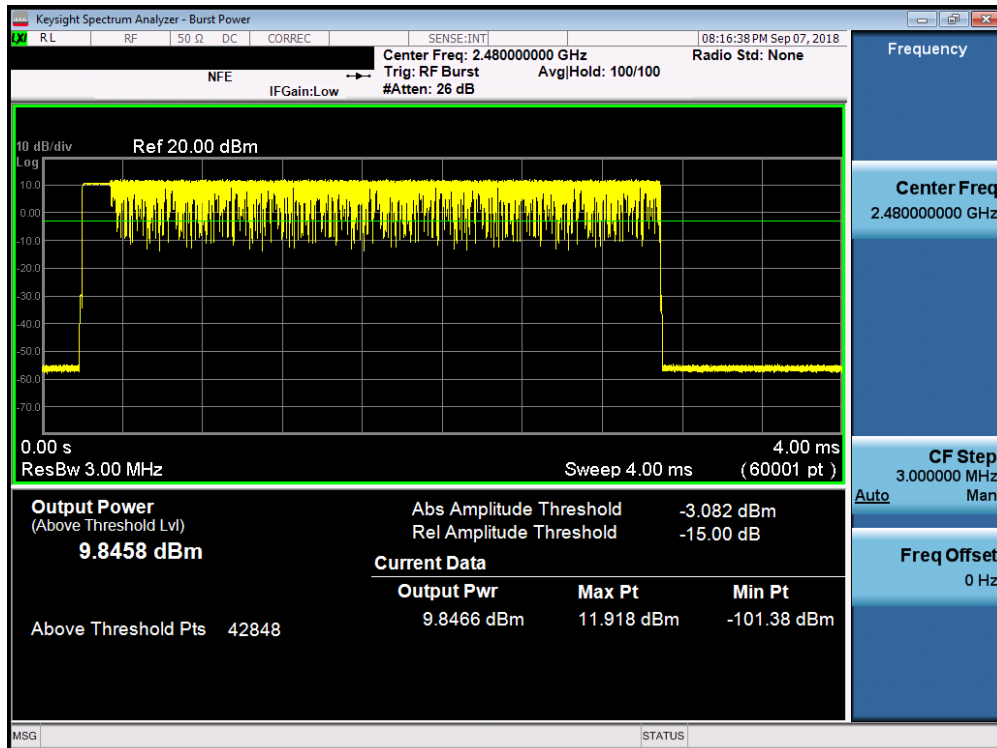 Keysight Spectrum Analyzer - Burst Power
LXI RL RF 50 Ω DC CORREC SENSE:INT 08:16:38 PM Sep 07, 2018
Center Freq: 2.480000000 GHz Radio Std: None
NFE Trig: RF Burst Avg|Hold: 100/100
IFGain:Low #Atten: 26 dB
10 dB/div Ref 20.00 dBm
Log
10.0
0.00
-10.0
-20.0
-30.0
-40.0
-50.0
-60.0
-70.0
0.00 s 4.00 ms
ResBw 3.00 MHz Sweep 4.00 ms (60001 pt)
Output Power
(Above Threshold Lvl)
9.8458 dBm
Above Threshold Pts 42848
Abs Amplitude Threshold -3.082 dBm
Rel Amplitude Threshold -15.00 dB
Current Data
Output Pwr Max Pt Min Pt
9.8466 dBm 11.918 dBm -101.38 dBm
MSG STATUS
Frequency
Center Freq
2.480000000 GHz
CF Step
3.000000 MHz
Auto Man
Freq Offset
0 Hz